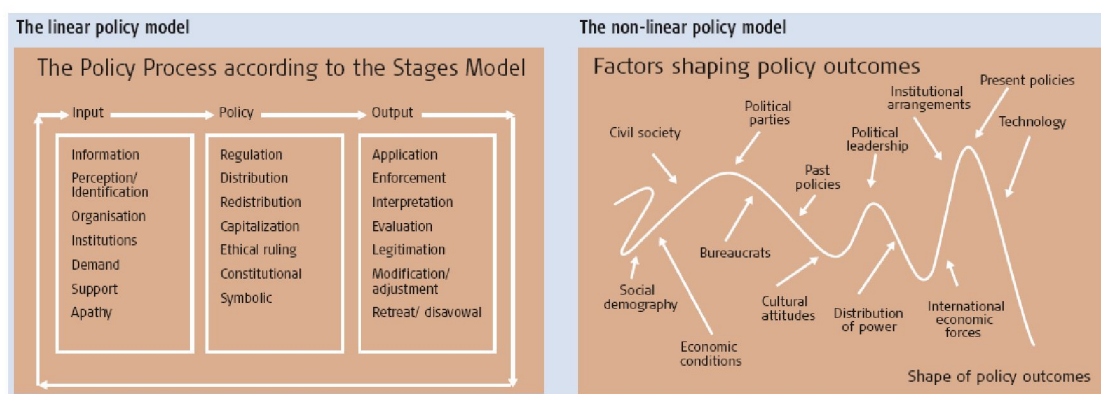 The linear policy model
The Policy Process according to the Stages Model
Input
Policy
Output
Information
Perception/
Identification
Organisation
Institutions
Demand
Support
Apathy
Regulation
Distribution
Redistribution
Capitalization
Ethical ruling
Constitutional
Symbolic
Application
Enforcement
Interpretation
Evaluation
Legitimation
Modification/
adjustment
Retreat/ disavowal
The non-linear policy model
Factors shaping policy outcomes
Civil society
Political
parties
Past
policies
Political
leadership
Institutional
arrangements
Present policies
Technology
Social
demography
Economic
conditions
Bureaucrats
Cultural
attitudes
Distribution
of power
International
economic
forces
Shape of policy outcomes